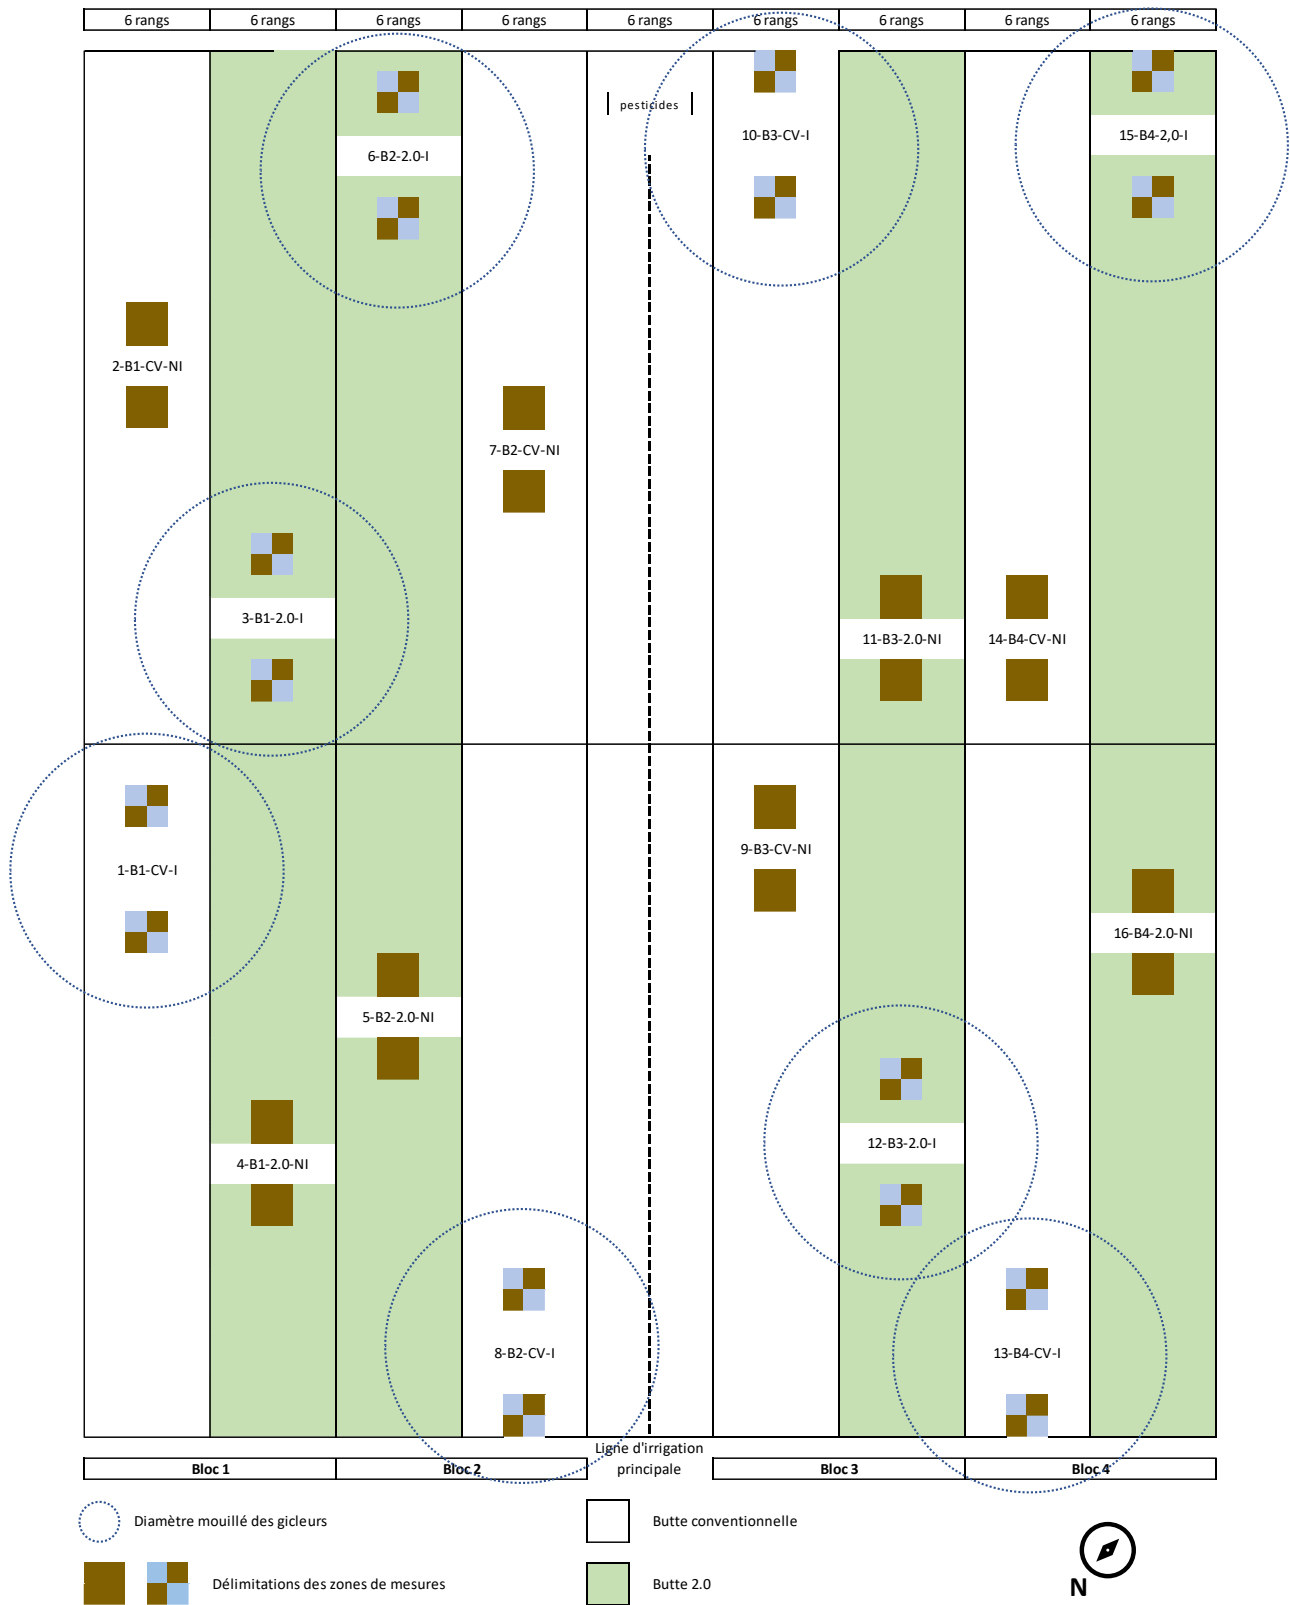 6 rangs 6 rangs 6 rangs 6 rangs 6 rangs 6 rangs 6 rangs 6 rangs 6 rangs
pesticides
10-B3-CV-I
15-B4-2,0-I
6-B2-2.0-I
2-B1-CV-NI
7-B2-CV-NI
3-B1-2.0-I
11-B3-2.0-NI
14-B4-CV-NI
9-B3-CV-NI
1-B1-CV-I
16-B4-2.0-NI
5-B2-2.0-NI
12-B3-2.0-I
4-B1-2.0-NI
8-B2-CV-I
13-B4-CV-I
Ligne d'irrigation
principale
Bloc 1
Bloc 2
Bloc 3
Bloc 4
Diamètre mouillé des gicleurs
Butte conventionnelle
Délimitations des zones de mesures
Butte 2.0
N